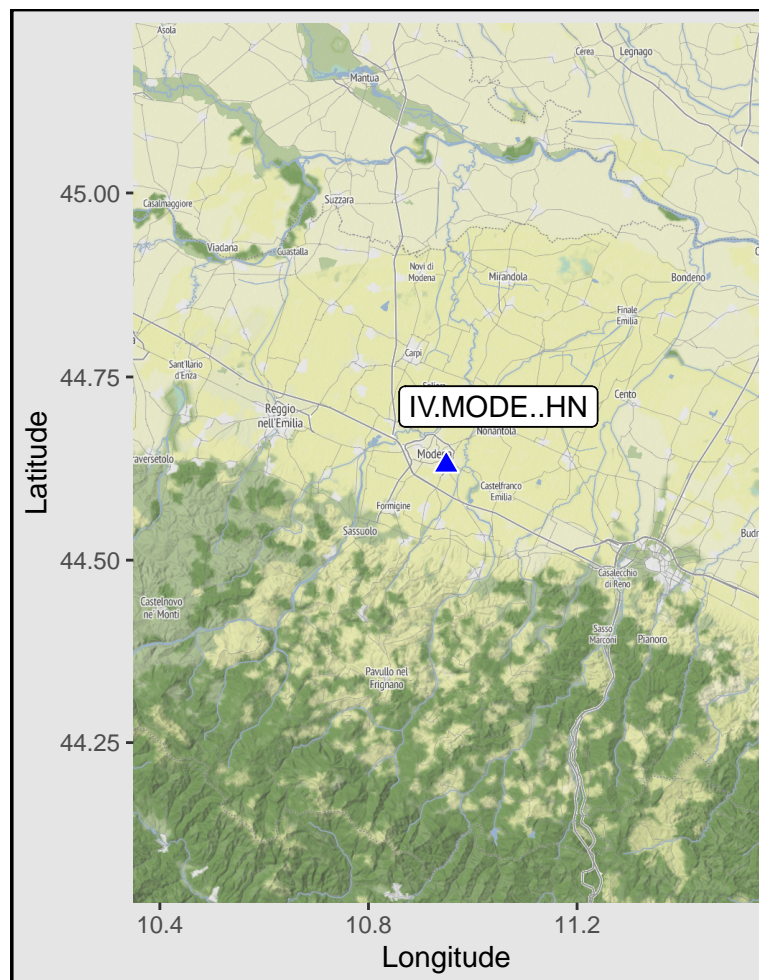 Asola
Cerea
Legnago
Mantua
45.00
Casalmaggiore
Suzzara
Viadana
Guastalla
Novi di
Modena
Mirandola
Bondeno
Finale
Emilia
44.75
Sant'Ilario
d'Enza
Carpi
Reggio
nell'Emilia
IV.MODE..HN
Cento
Nonantola
Modena
raversetolo
Castelfranco
Emilia
Formigine
Sassuolo
44.50
Budr
Casalecchio
di Reno
Castelnovo
ne' Monti
Sasso
Marconi
Pianoro
Pavullo nel
Frignano
44.25
10.4
10.8
11.2
Longitude
Latitude